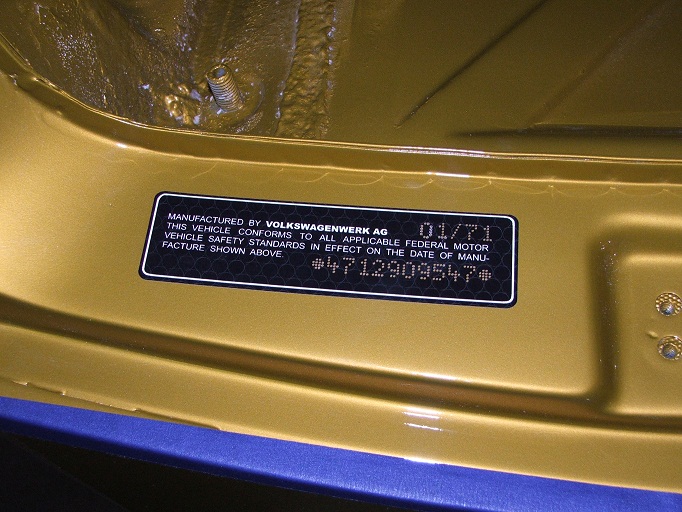 MANUFACTURED BY VOLKSWAGENWERK AG 01/71
THIS VEHICLE CONFORMS TO ALL APPLICABLE FEDERAL MOTOR
VEHICLE SAFETY STANDARDS IN EFFECT ON THE DATE OF MANU-
FACTURE SHOWN ABOVE.
*4712909547*